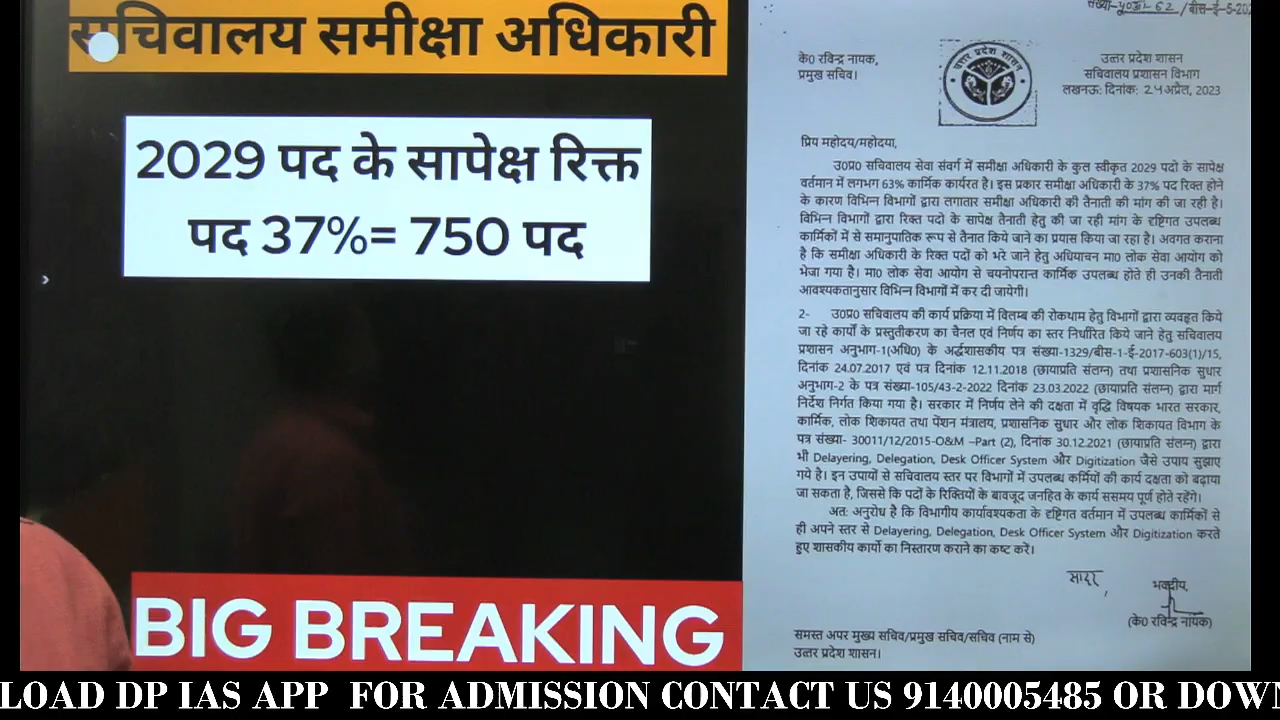 सचिवालय समीक्षा अधिकारी
2029 पद के सापेक्ष रिक्त
पद 37%= 750 पद
BIG BREAKING
/बीस-ई-5-202
के0 रविन्द्र नायक,
प्रमुख सचिव।
उत्तर प्रदेश शासन
उत्तर प्रदेश शासन
सचिवालय प्रशासन विभाग
लखनऊः दिनांकः 24अप्रैल, 2023
प्रिय महोदय/महोदया,
उ0प्र0 सचिवालय सेवा संवर्ग में समीक्षा अधिकारी के कुल स्वीकृत 2029 पदो के सापेक्ष
वर्तमान में लगभग 63% कार्मिक कार्यरत है। इस प्रकार समीक्षा अधिकारी के 37% पद रिक्त होने
के कारण विभिन्न विभागों द्वारा लगातार समीक्षा अधिकारी की तैनाती की मांग की जा रही है।
विभिन्न विभागों द्वारा रिक्त पदो के सापेक्ष तैनाती हेतु की जा रही मांग के दृष्टिगत उपलब्ध
कार्मिकों में से समानुपातिक रूप से तैनात किये जाने का प्रयास किया जा रहा है। अवगत कराना
है कि समीक्षा अधिकारी के रिक्त पदों को भरे जाने हेतु अधियाचन मा0 लोक सेवा आयोग को
भेजा गया है। मा0 लोक सेवा आयोग से चयनोपरान्त कार्मिक उपलब्ध होते ही उनकी तैनाती
आवश्यकतानुसार विभिन्न विभागों में कर दी जायेगी।
2- उ0प्र0 सचिवालय की कार्य प्रक्रिया में विलम्ब की रोकथाम हेतु विभागों द्वारा व्यवहृत किये
जा रहे कार्यों के प्रस्तुतीकरण का चैनल एवं निर्णय का स्तर निर्धारित किये जाने हेतु सचिवालय
प्रशासन अनुभाग-1(अधि0) के अर्द्धशासकीय पत्र संख्या-1329/बीस-1-ई-2017-603(1)/15,
दिनांक 24.07.2017 एवं पत्र दिनांक 12.11.2018 (छायाप्रति संलग्न) तथा प्रशासनिक सुधार
अनुभाग-2 के पत्र संख्या-105/43-2-2022 दिनांक 23.03.2022 (छायाप्रति संलग्न) द्वारा मार्ग
निर्देश निर्गत किया गया है। सरकार में निर्णय लेने की दक्षता में वृद्धि विषयक भारत सरकार,
कार्मिक, लोक शिकायत तथा पेंशन मंत्रालय, प्रशासनिक सुधार और लोक शिकायत विभाग के
पत्र संख्या- 30011/12/2015-O&M –Part (2), दिनांक 30.12.2021 (छायाप्रति संलग्न) द्वारा
भी Delayering, Delegation, Desk Officer System और Digitization जैसे उपाय सुझाए
गये है। इन उपायों से सचिवालय स्तर पर विभागों में उपलब्ध कर्मियों की कार्य दक्षता को बढ़ाया
जा सकता है, जिससे कि पदों के रिक्तियों के बावजूद जनहित के कार्य ससमय पूर्ण होते रहेंगे।
अतः अनुरोध है कि विभागीय कार्यावश्यकता के दृष्टिगत वर्तमान में उपलब्ध कार्मिकों से
ही अपने स्तर से Delayering, Delegation, Desk Officer System और Digitization करते
हुए शासकीय कार्यो का निस्तारण कराने का कष्ट करें।
सादर,
भवदीय,
(के0 रविन्द्र नायक)
समस्त अपर मुख्य सचिव/प्रमुख सचिव/सचिव (नाम से)
उत्तर प्रदेश शासन।
LOAD DP IAS APP FOR ADMISSION CONTACT US 9140005485 OR DOWN